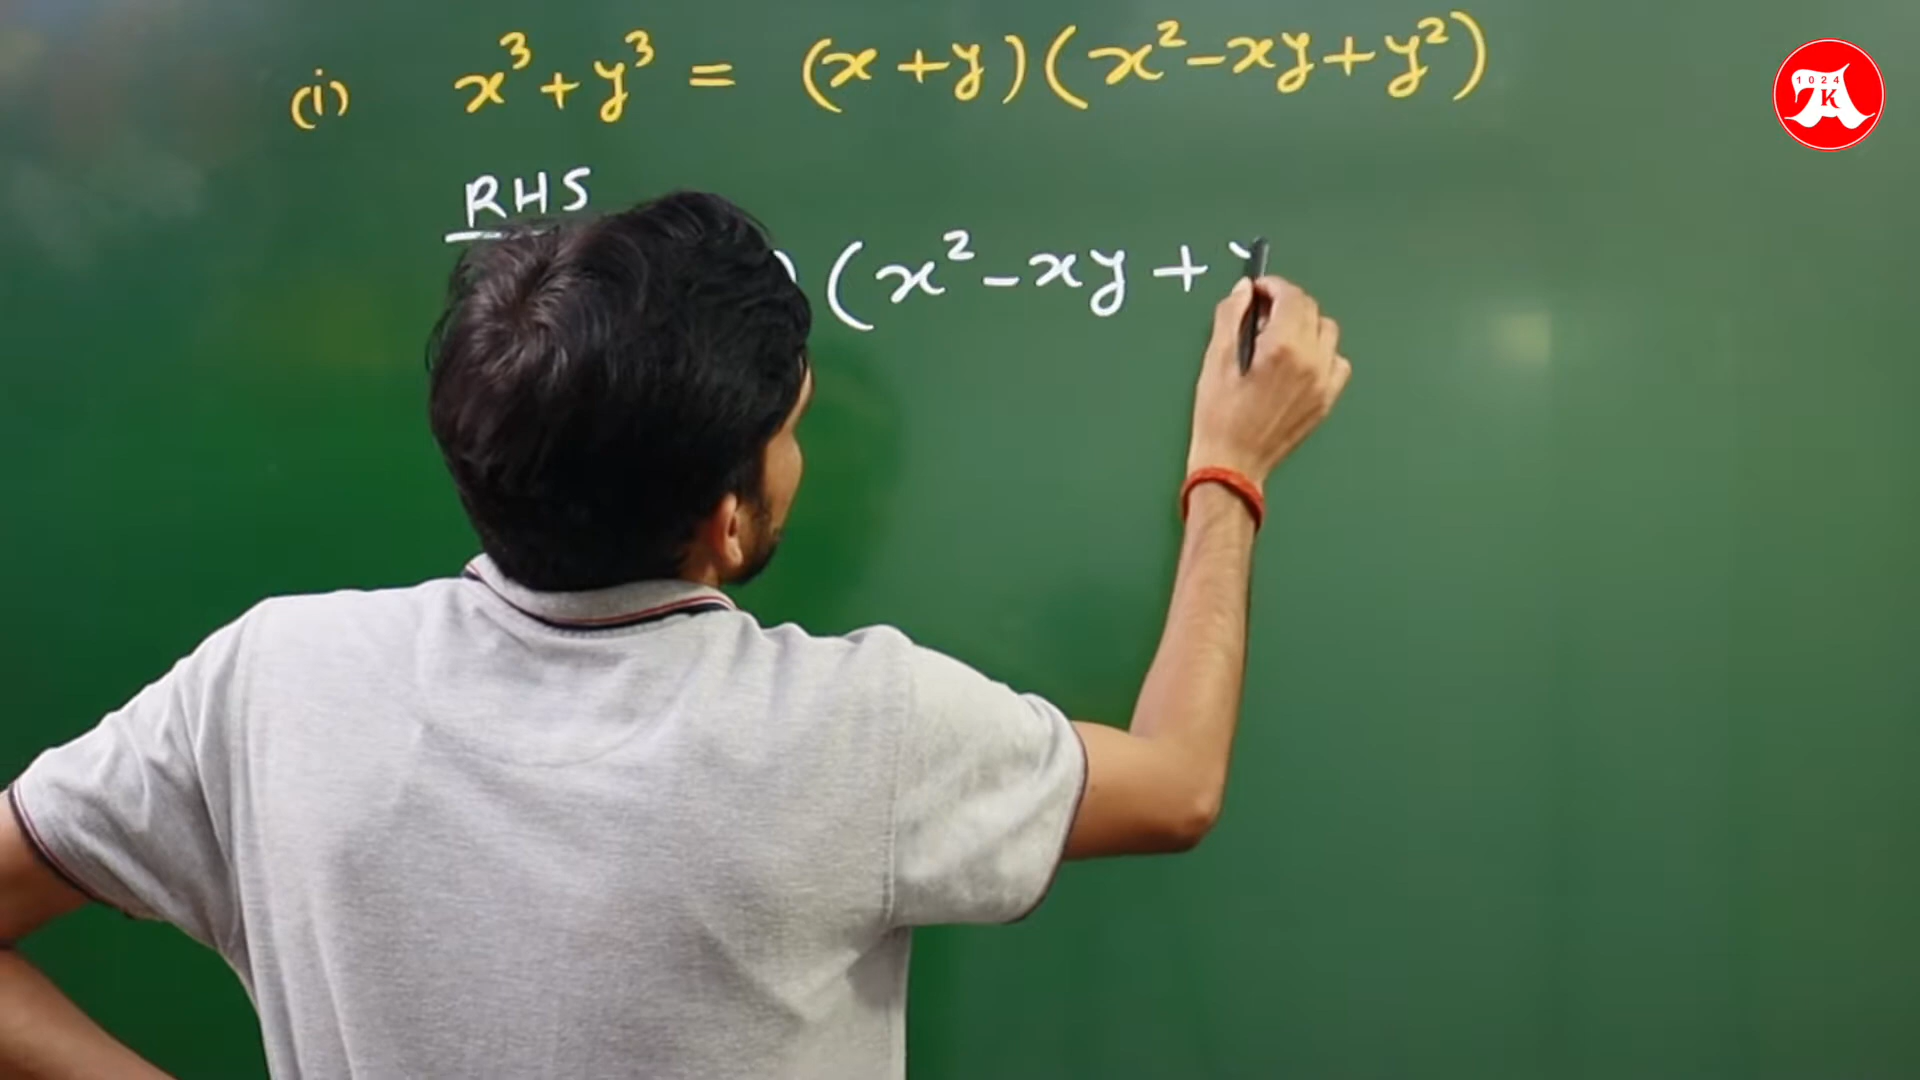 (i) x³ + y³ = (x + y) (x² - xy + y²)
RHS
) (x² - xy + y
1024
K